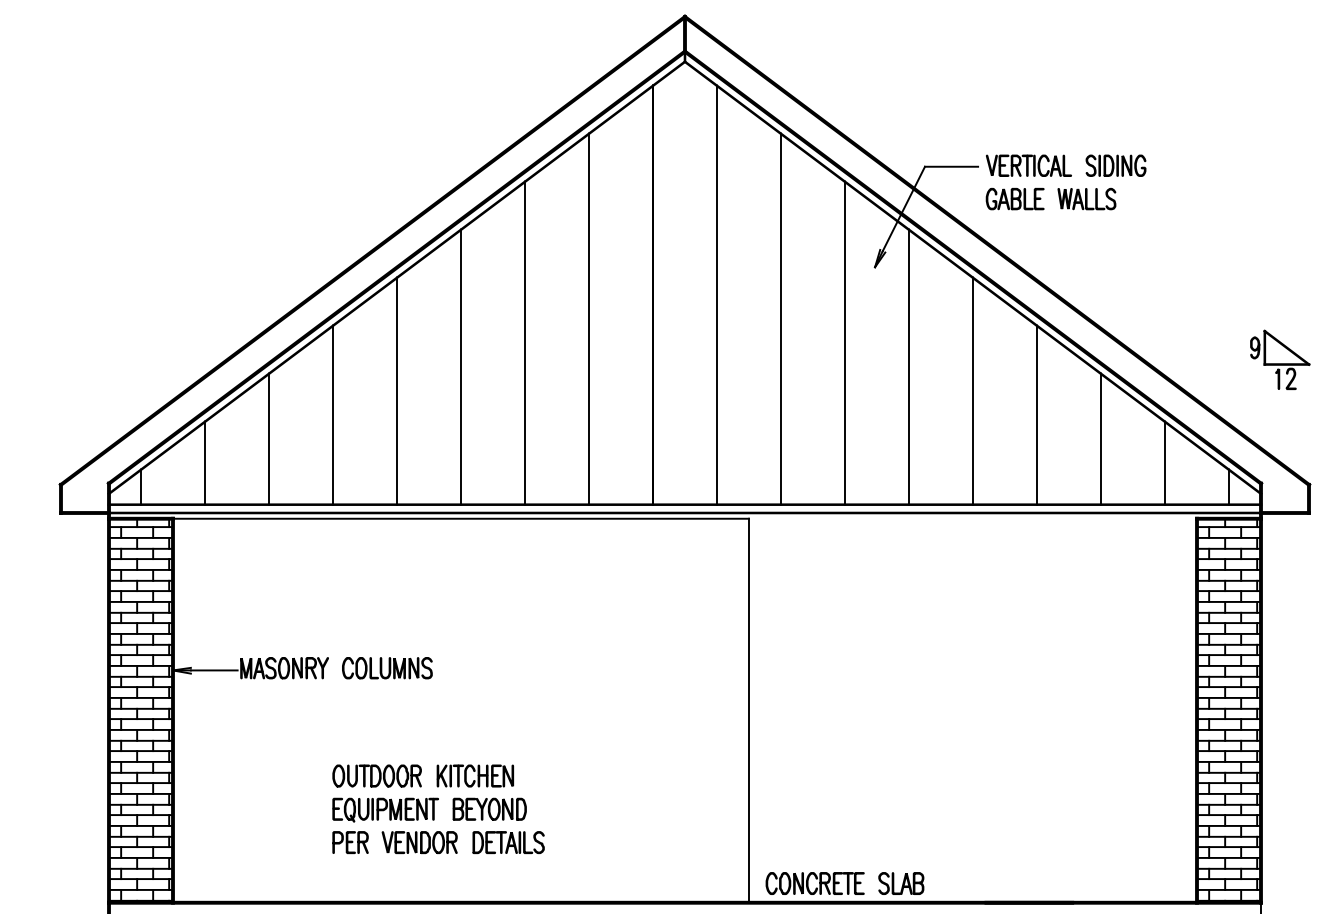 VERTICAL SIDING
GABLE WALLS
9
12
MASONRY COLUMNS
OUTDOOR KITCHEN
EQUIPMENT BEYOND
PER VENDOR DETAILS
CONCRETE SLAB